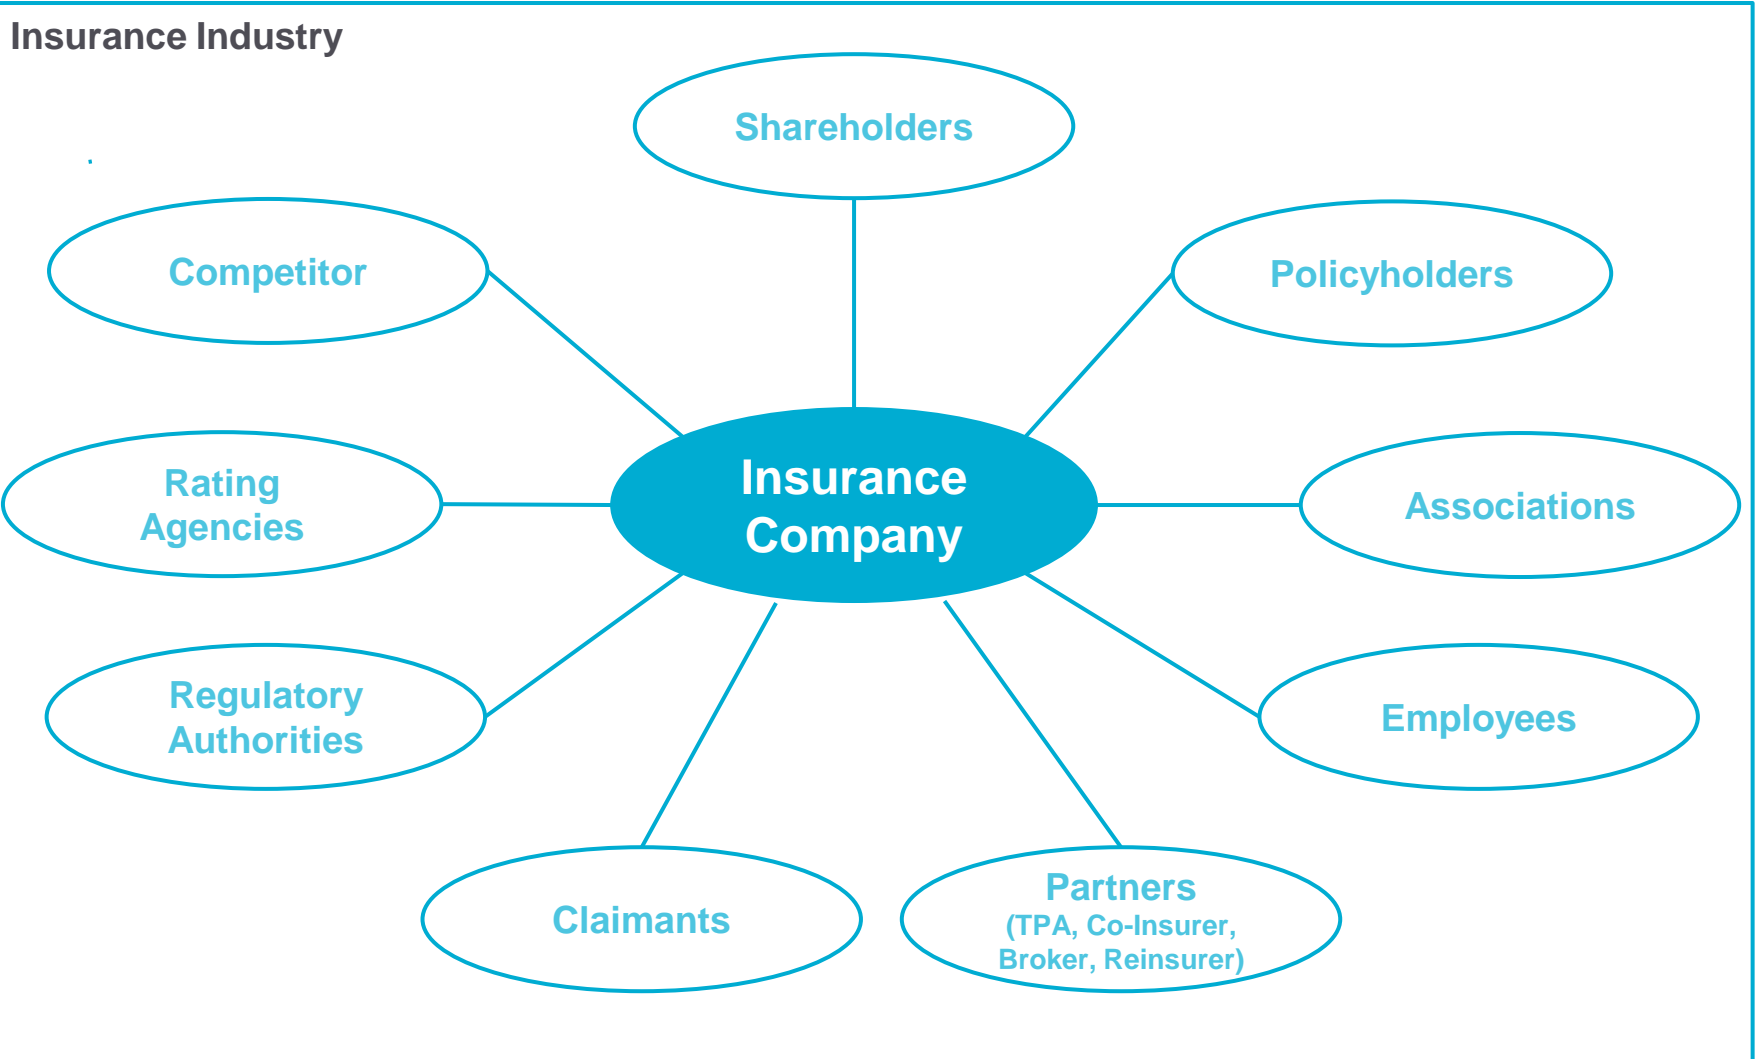 Insurance Industry
Shareholders
Competitor
Policyholders
Rating
Agencies
Insurance
Company
Associations
Regulatory
Authorities
Employees
Claimants
Partners
(TPA, Co-Insurer,
Broker, Reinsurer)